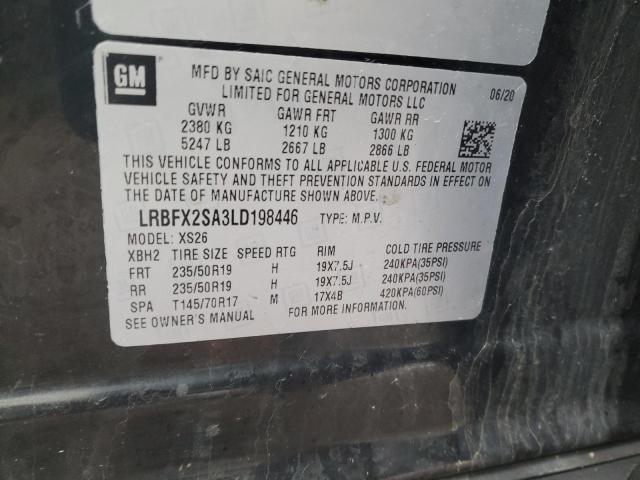 GM
MFD BY SAIC GENERAL MOTORS CORPORATION
LIMITED FOR GENERAL MOTORS LLC
06/20
GVWR GAWR FRT GAWR RR
2380 KG 1210 KG 1300 KG
5247 LB 2667 LB 2866 LB
THIS VEHICLE CONFORMS TO ALL APPLICABLE U.S. FEDERAL MOTOR
VEHICLE SAFETY AND THEFT PREVENTION STANDARDS IN EFFECT
ON THE DATE OF MANUFACTURE SHOWN ABOVE.
LRBFX2SA3LD198446 TYPE: M.P.V.
MODEL: XS26
XBH2 TIRE SIZE SPEED RTG RIM COLD TIRE PRESSURE
FRT 235/50R19 H 19X7.5J 240KPA(35PSI)
RR 235/50R19 H 19X7.5J 240KPA(35PSI)
SPA T145/70R17 M 17X4B 420KPA(60PSI)
SEE OWNER'S MANUAL FOR MORE INFORMATION.